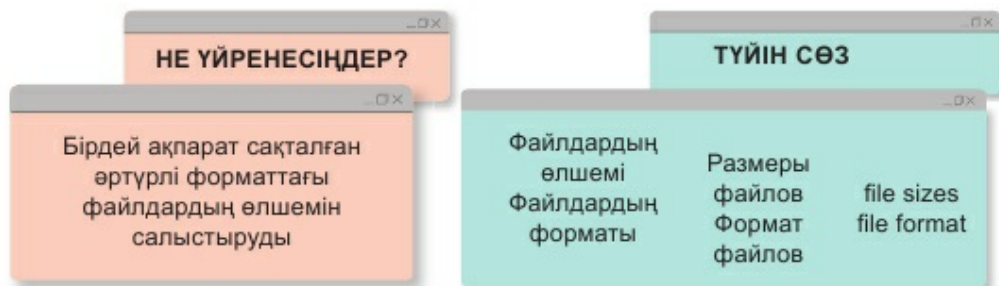 НЕ ҮЙРЕНЕСІҢДЕР?
Бірдей ақпарат сақталған
әртүрлі форматтағы
файлдардың өлшемін
салыстыруды
ТҮЙІН СӨЗ
Файлдардың
өлшемі
Файлдардың
форматы
Размеры
файлов
Формат
файлов
file sizes
file format